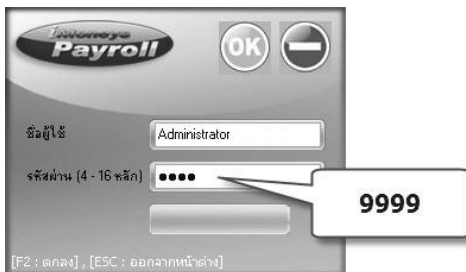 intoneys
Payroll
OK
ชื่อผู้ใช้
Administrator
รหัสผ่าน (4 - 16 หลัก)
••••
9999
[F2 : ตกลง] , [ESC : ออกจากหน้าต่าง]